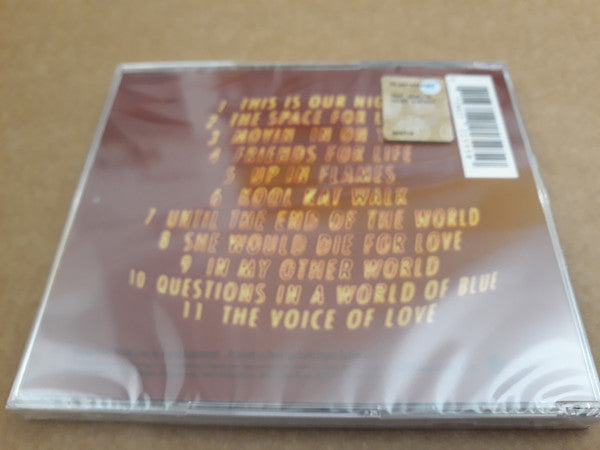 1 THIS IS OUR
2 THE SPACE FOR
3 MOVIN' IN ON
4 FRIENDS FOR LIFE
5 UP IN FLAMES
6 KOOL KAT WALK
7 UNTIL THE END OF THE WORLD
8 SHE WOULD DIE FOR LOVE
9 IN MY OTHER WORLD
10 QUESTIONS IN A WORLD OF BLUE
11 THE VOICE OF LOVE